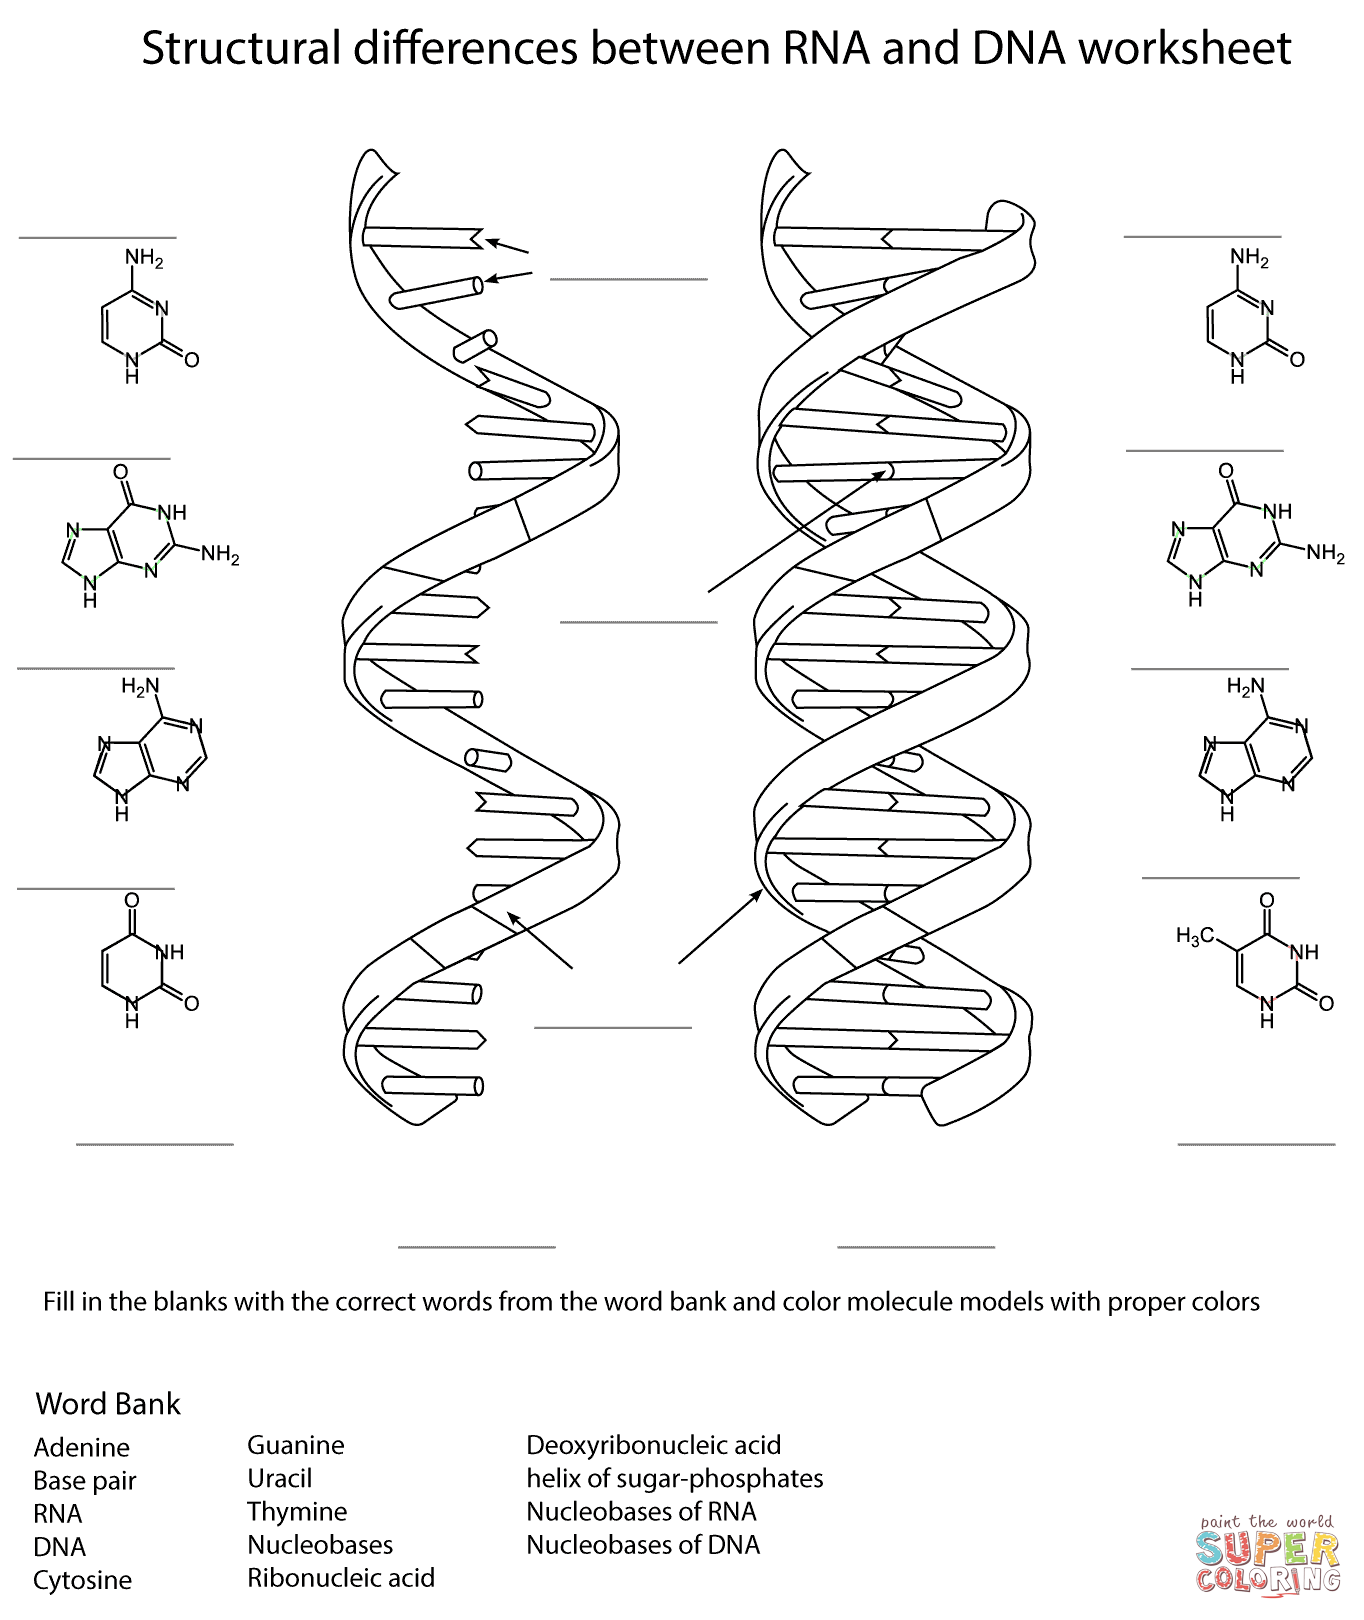 Structural differences between RNA and DNA worksheet
NH₂
N
N
H
O
O
NH
N
N
H
N
NH₂
H₂N
N
N
N
H
N
O
NH
N
H
O
NH₂
N
N
H
O
O
NH
N
N
H
N
NH₂
H₂N
N
N
N
H
N
O
H₃C
NH
N
H
O
Fill in the blanks with the correct words from the word bank and color molecule models with proper colors
Word Bank
Adenine
Base pair
RNA
DNA
Cytosine
Guanine
Uracil
Thymine
Nucleobases
Ribonucleic acid
Deoxyribonucleic acid
helix of sugar-phosphates
Nucleobases of RNA
Nucleobases of DNA
paint the world
SUPER
COLORING